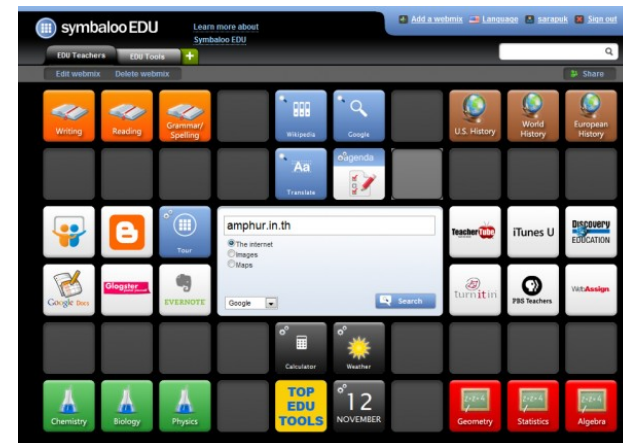 symbaloo EDU
Learn more about
Symbaloo EDU
Add a webmix
Language
sarapuk
Sign out
EDU Teachers
EDU Tools
+
Edit webmix
Delete webmix
Share
Writing
Reading
Grammar/
Spelling
Wikipedia
Google
U.S. History
World
History
European
History
Aa
Translate
agenda
amphur.in.th
The internet
Images
Maps
Google
Search
Tour
TeacherTube
iTunes U
Discovery
EDUCATION
Google Docs
Glogster
EVERNOTE
turnitin
PBS Teachers
WebAssign
Calculator
Weather
Chemistry
Biology
Physics
TOP
EDU
TOOLS
12
NOVEMBER
Geometry
Statistics
Algebra